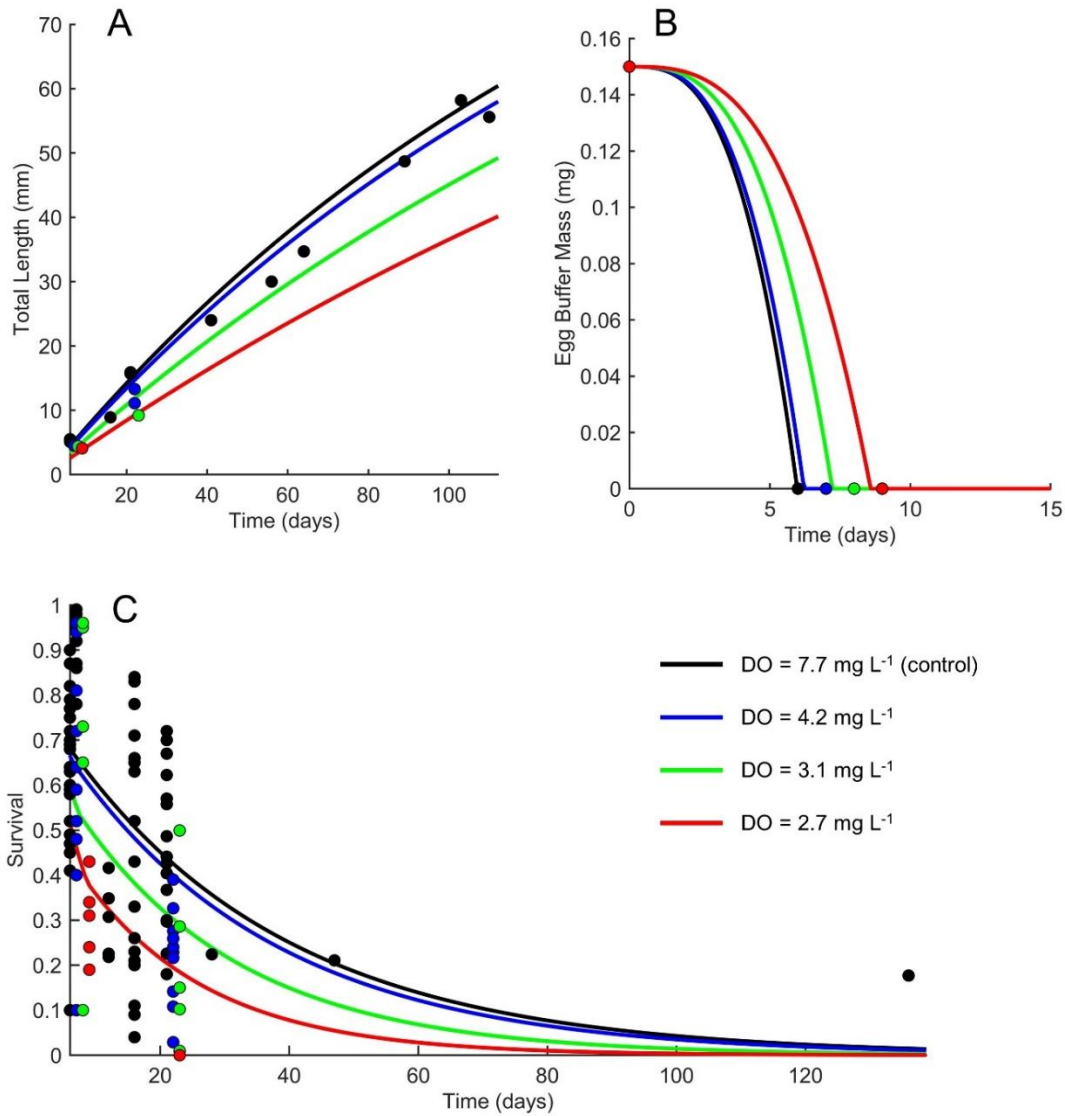 A
70
60
50
40
30
20
10
0
Total Length (mm)
20 40 60 80 100
Time (days)
B
0.16
0.14
0.12
0.1
0.08
0.06
0.04
0.02
0
Egg Buffer Mass (mg)
0 5 10 15
Time (days)
C
1
0.9
0.8
0.7
0.6
0.5
0.4
0.3
0.2
0.1
0
Survival
20 40 60 80 100 120
Time (days)
DO = 7.7 mg L⁻¹ (control)
DO = 4.2 mg L⁻¹
DO = 3.1 mg L⁻¹
DO = 2.7 mg L⁻¹